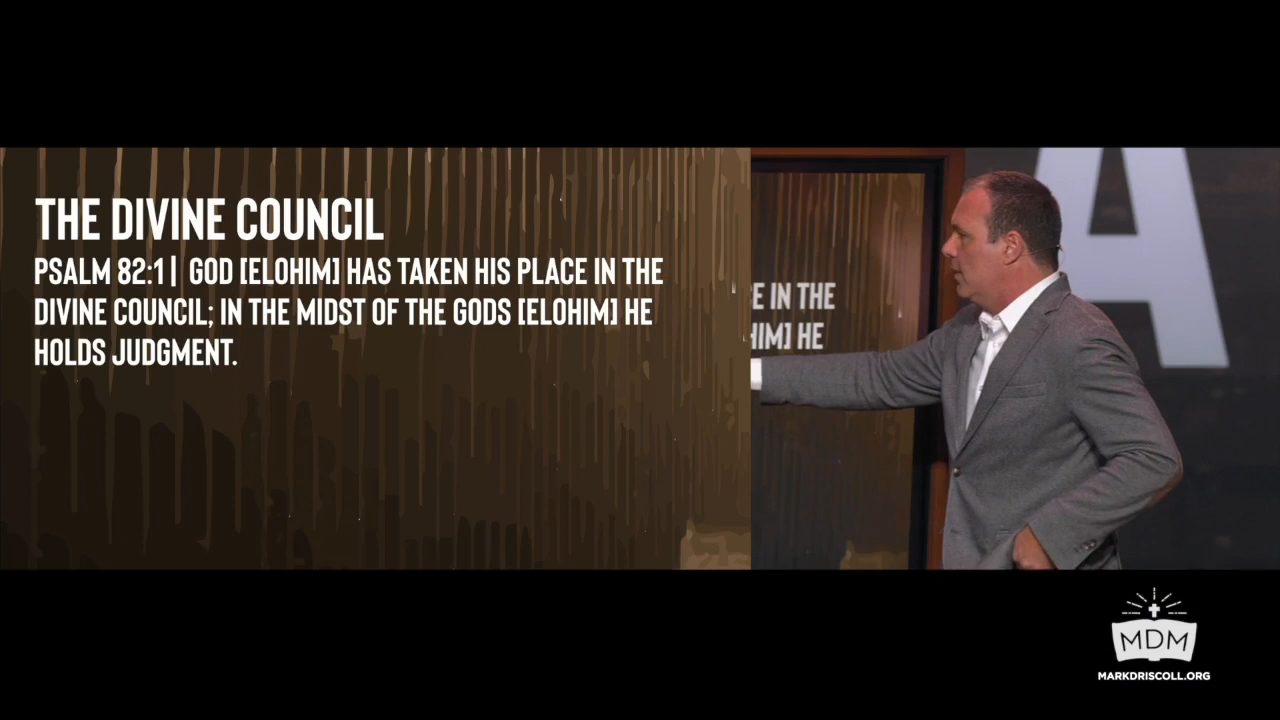 THE DIVINE COUNCIL
PSALM 82:1 | GOD [ELOHIM] HAS TAKEN HIS PLACE IN THE
DIVINE COUNCIL; IN THE MIDST OF THE GODS [ELOHIM] HE
HOLDS JUDGMENT.
E IN THE
HIM] HE
A
MDM
MARKDRISCOLL.ORG